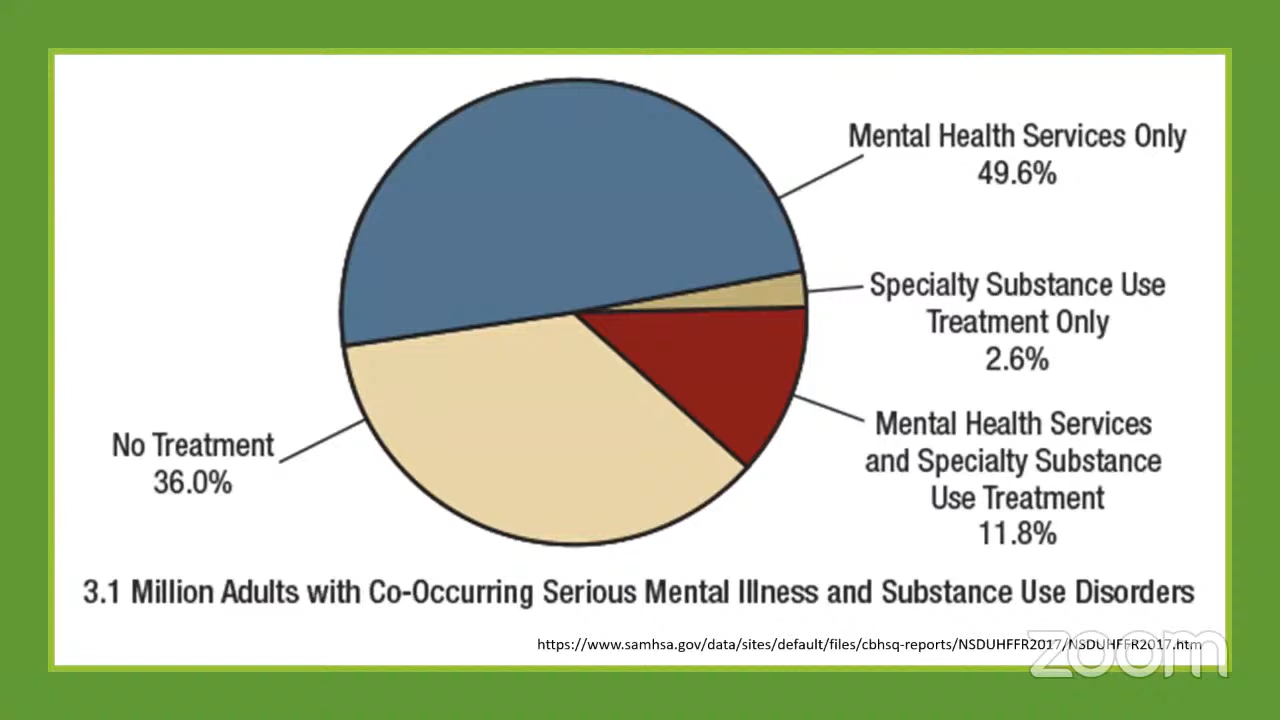 Mental Health Services Only
49.6%
Specialty Substance Use
Treatment Only
2.6%
Mental Health Services
and Specialty Substance
Use Treatment
11.8%
No Treatment
36.0%
3.1 Million Adults with Co-Occurring Serious Mental Illness and Substance Use Disorders
https://www.samhsa.gov/data/sites/default/files/cbhsq-reports/NSDUHFFR2017/NSDUHFFR2017.htm
zoom